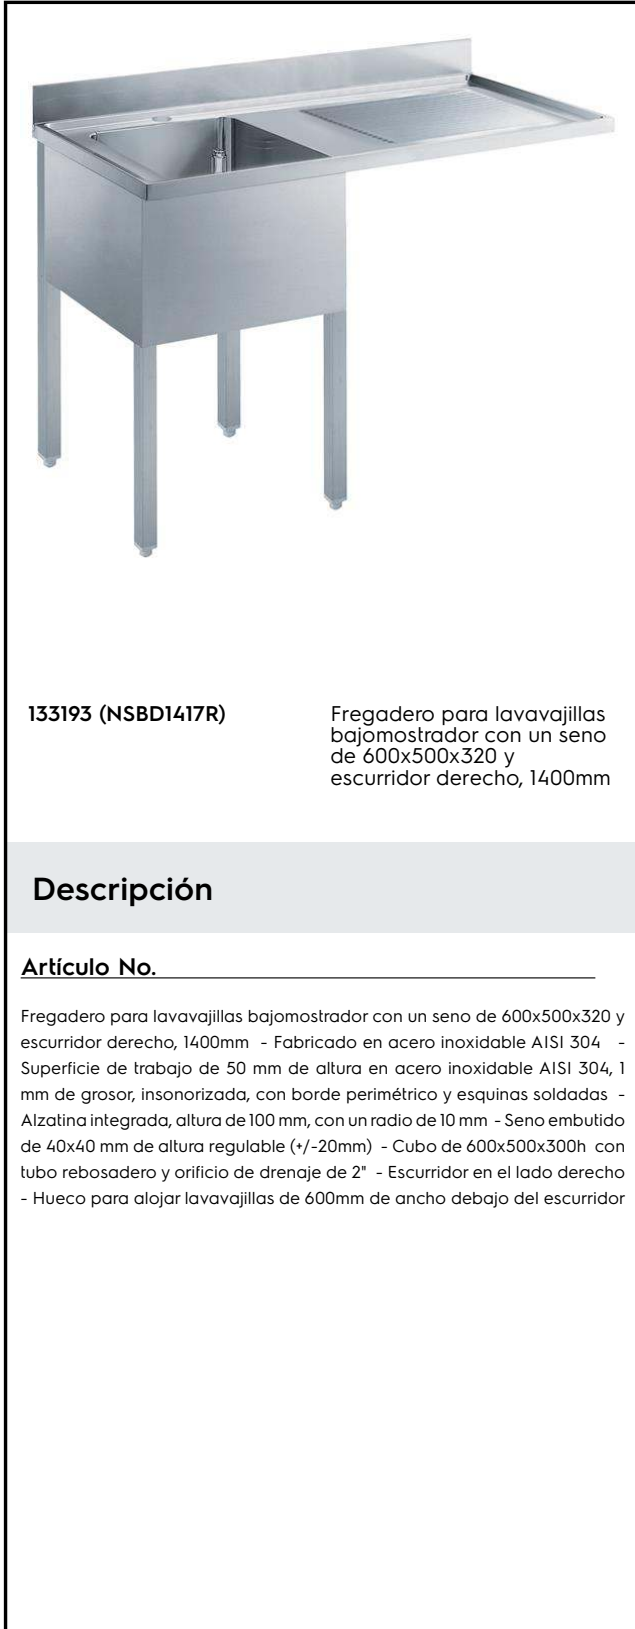 133193 (NSBD1417R)
Fregadero para lavavajillas
bajomostrador con un seno
de 600x500x320 y
escurridor derecho, 1400mm
Descripción
Artículo No.
Fregadero para lavavajillas bajomostrador con un seno de 600x500x320 y
escurridor derecho, 1400mm - Fabricado en acero inoxidable AISI 304 -
Superficie de trabajo de 50 mm de altura en acero inoxidable AISI 304, 1
mm de grosor, insonorizada, con borde perimétrico y esquinas soldadas -
Alzatina integrada, altura de 100 mm, con un radio de 10 mm - Seno embutido
de 40x40 mm de altura regulable (+/-20mm) - Cubo de 600x500x300h con
tubo rebosadero y orificio de drenaje de 2" - Escurridor en el lado derecho
- Hueco para alojar lavavajillas de 600mm de ancho debajo del escurridor